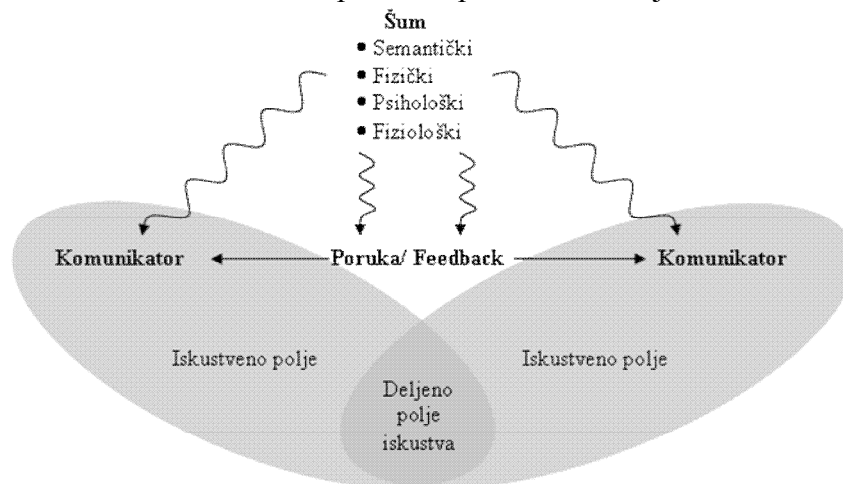 Šum
• Semantički
• Fizički
• Psihološki
• Fiziološki
Komunikator
Poruka/ Feedback
Komunikator
Iskustveno polje
Iskustveno polje
Deljeno
polje
iskustva